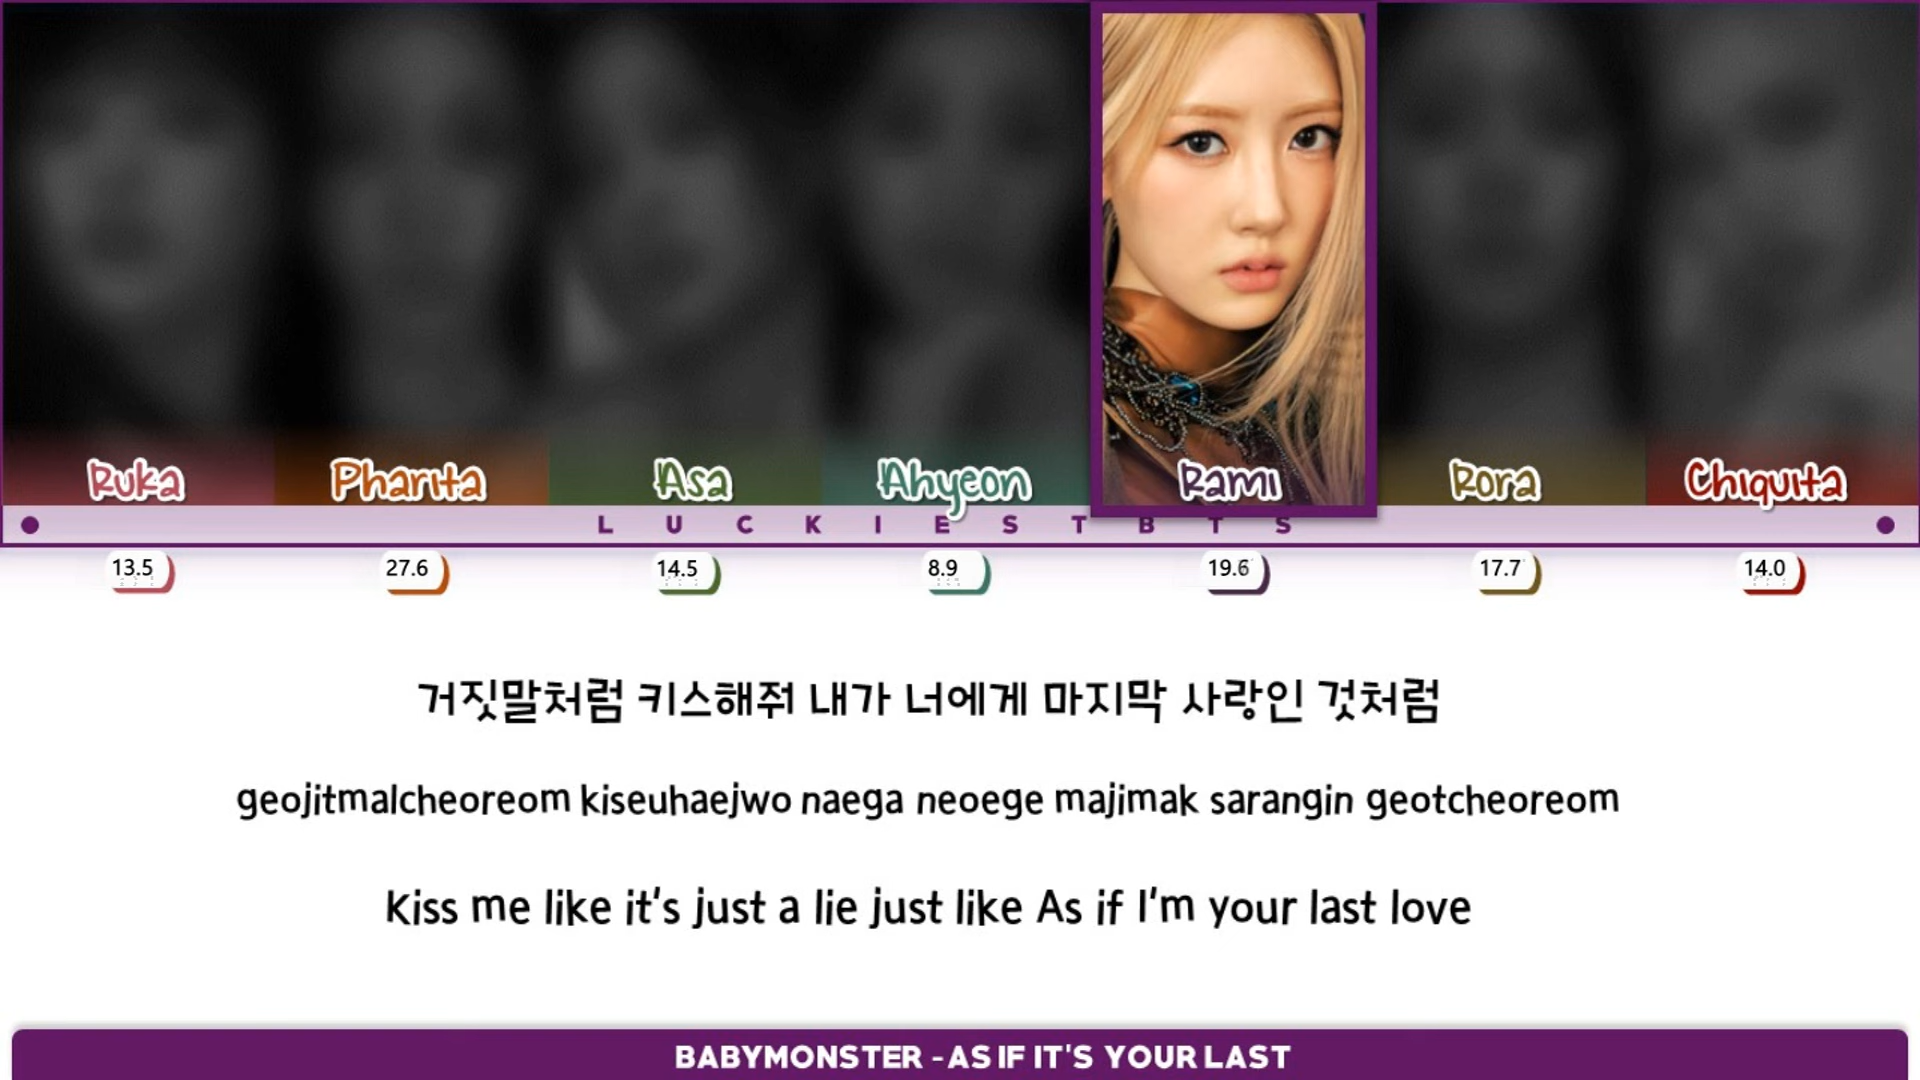 Ruka Pharita Asa Ahyeon Rami Rora Chiquita
LUCKIESTBTS
13.5 27.6 14.5 8.9 19.6 17.7 14.0
거짓말처럼 키스해줘 내가 너에게 마지막 사랑인 것처럼
geojitmalcheoreom kiseuhaejwo naega neoege majimak sarangin geotcheoreom
Kiss me like it's just a lie just like As if I'm your last love
BABYMONSTER - AS IF IT'S YOUR LAST